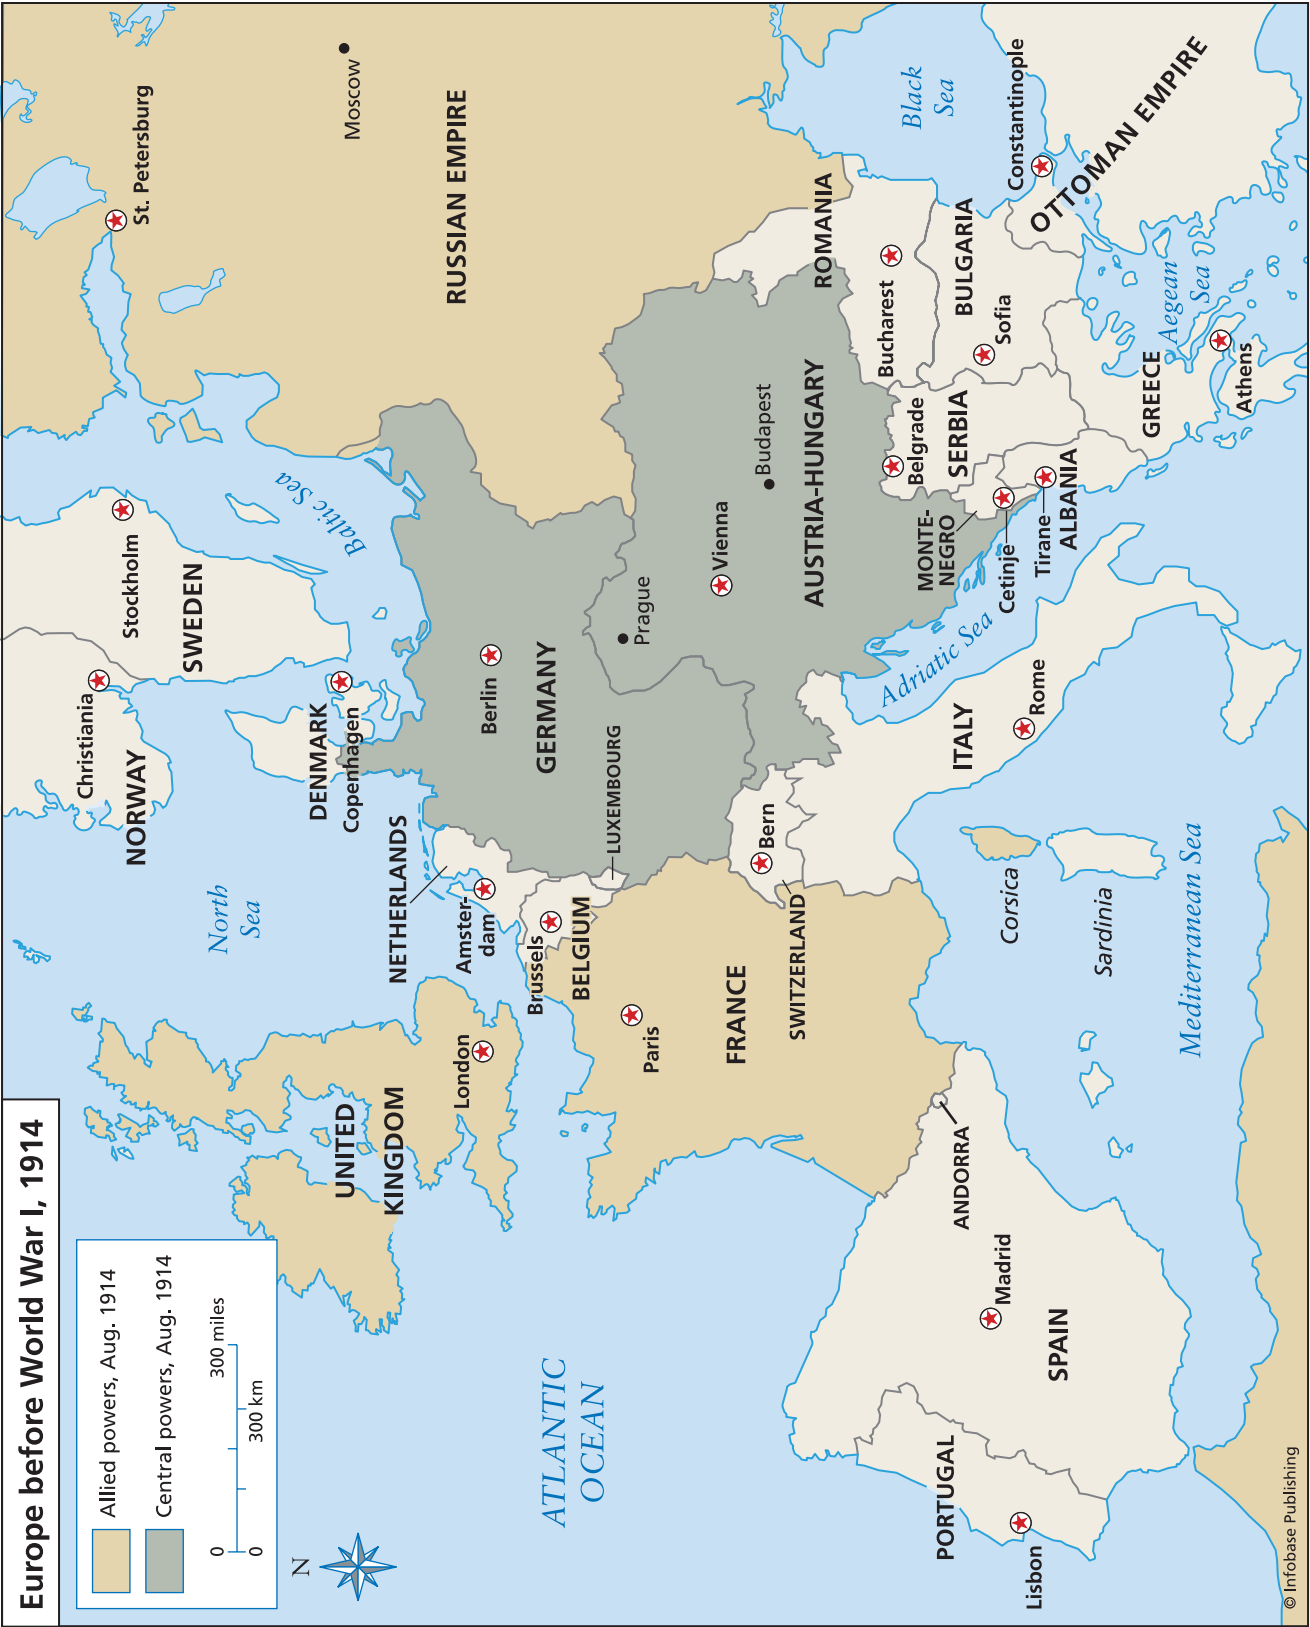 Europe before World War I, 1914
Allied powers, Aug. 1914
Central powers, Aug. 1914
0
300 miles
0
300 km
N
ATLANTIC
OCEAN
North
Sea
Baltic Sea
Black
Sea
Aegean
Sea
Adriatic Sea
Mediterranean Sea
NORWAY
Christiania
SWEDEN
Stockholm
St. Petersburg
Moscow
RUSSIAN EMPIRE
DENMARK
Copenhagen
UNITED
KINGDOM
London
NETHERLANDS
Amster-
dam
Brussels
BELGIUM
LUXEMBOURG
GERMANY
Berlin
Paris
FRANCE
Bern
SWITZERLAND
Prague
Vienna
Budapest
AUSTRIA-HUNGARY
ROMANIA
Bucharest
BULGARIA
Sofia
Belgrade
SERBIA
MONTE-
NEGRO
Cetinje
Tirane
ALBANIA
GREECE
Athens
Constantinople
OTTOMAN EMPIRE
ITALY
Rome
Corsica
Sardinia
ANDORRA
Madrid
SPAIN
PORTUGAL
Lisbon
© Infobase Publishing